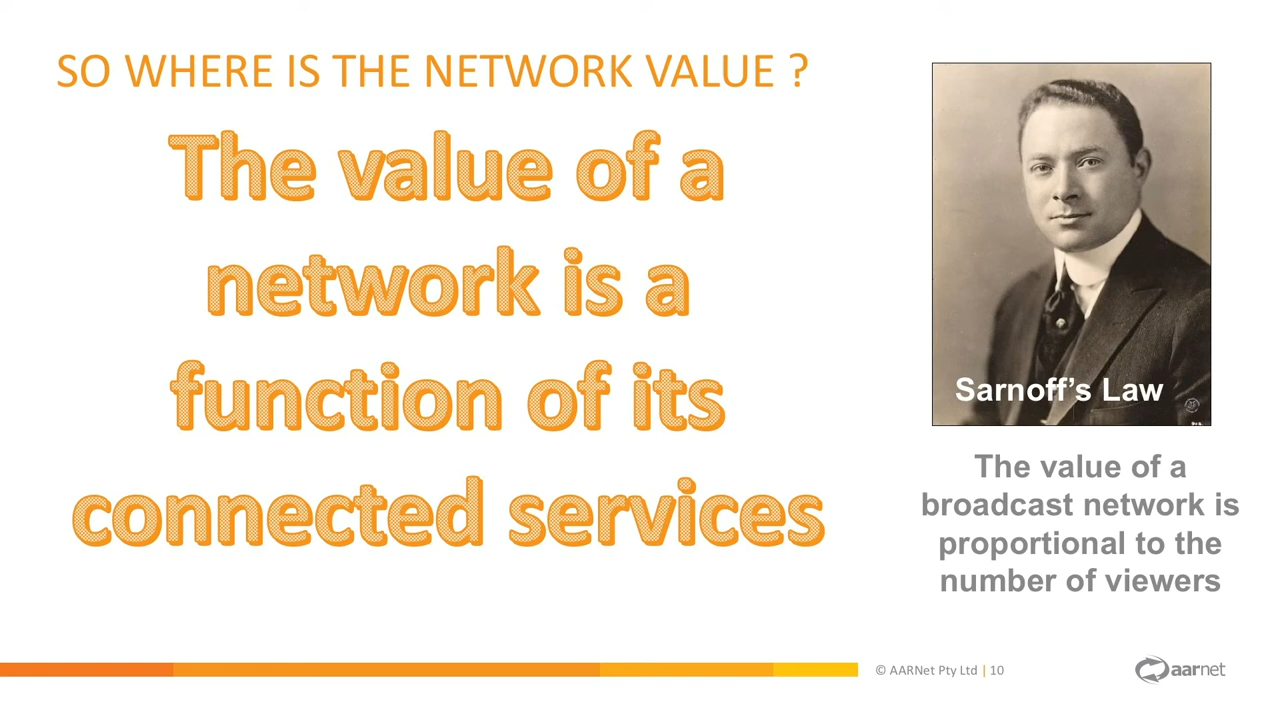 SO WHERE IS THE NETWORK VALUE ?
The value of a
network is a
function of its
connected services
Sarnoff’s Law
The value of a
broadcast network is
proportional to the
number of viewers
© AARNet Pty Ltd | 10
aarnet